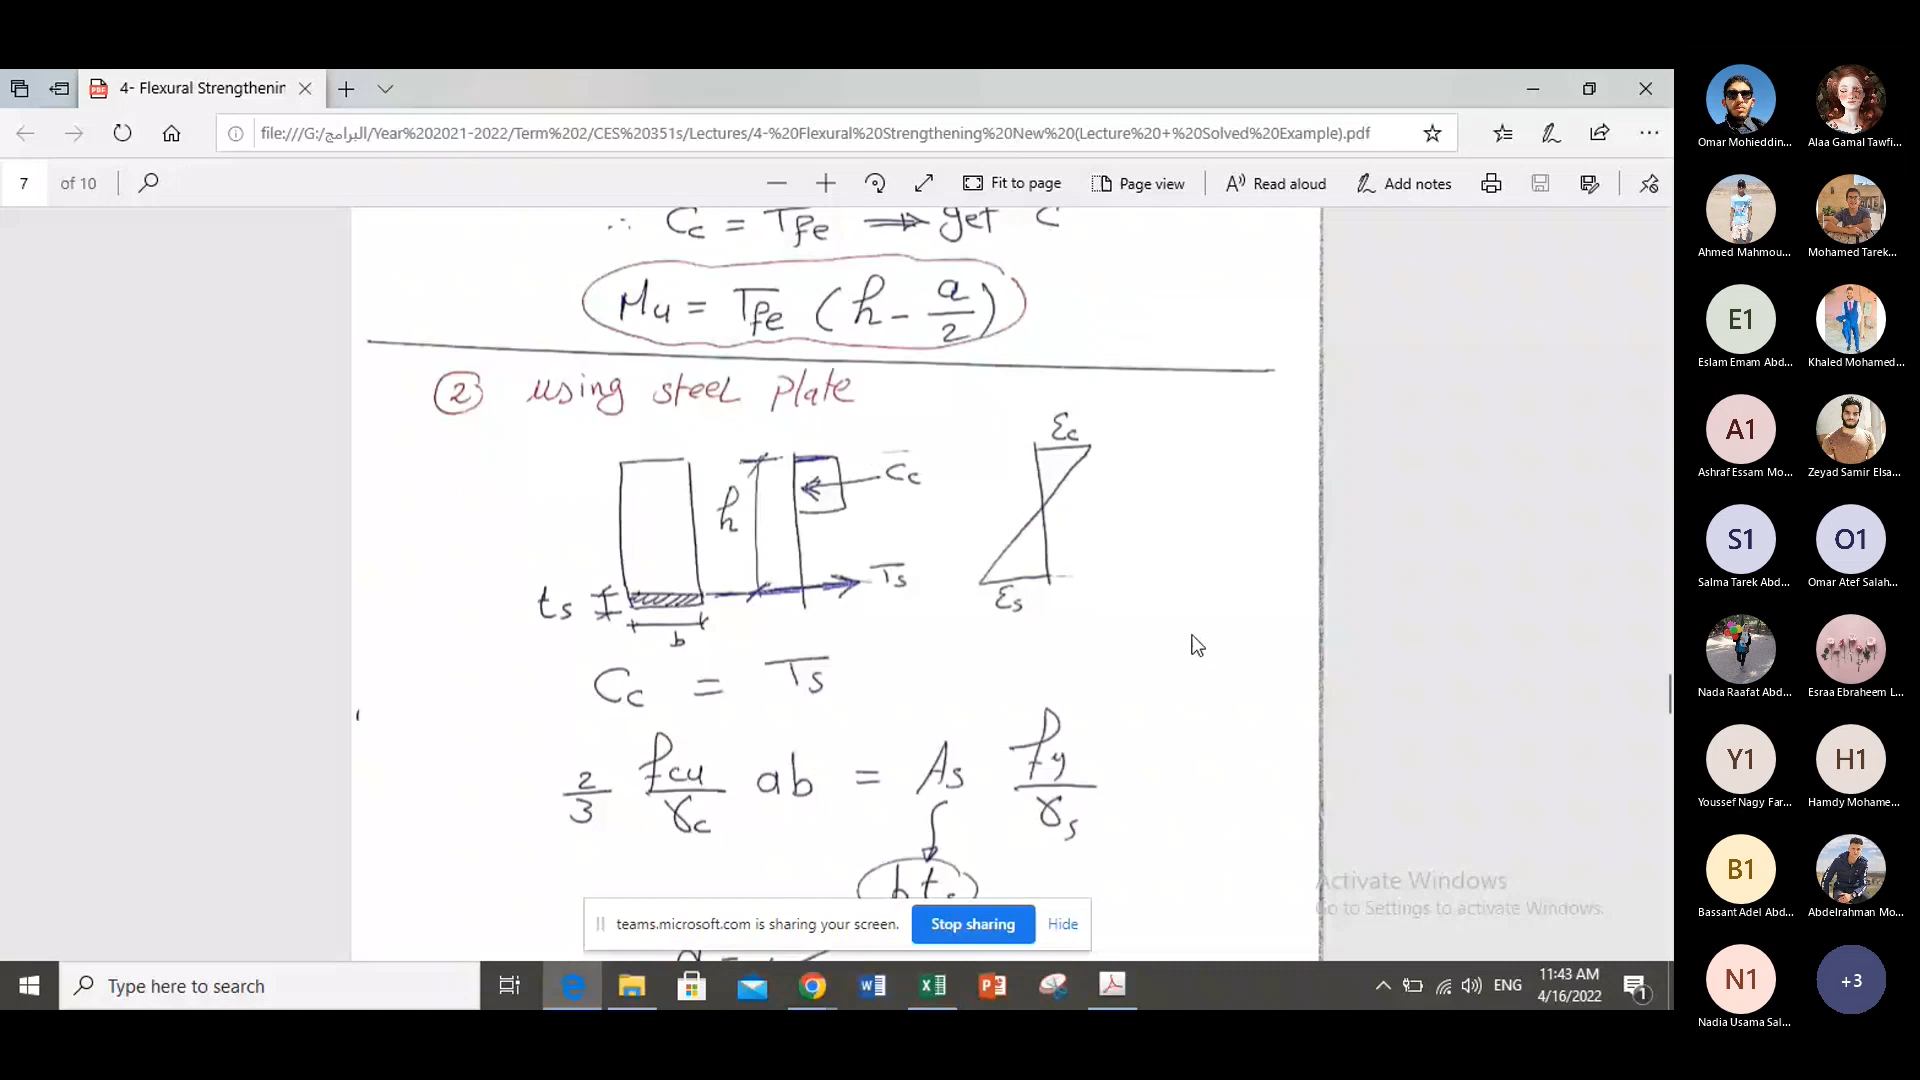 4- Flexural Strengthenin
file:///G:/البرامج/Year%202021-2022/Term%202/CES%20351s/Lectures/4-%20Flexural%20Strengthening%20New%20(Lecture%20+%20Solved%20Example).pdf
7 of 10
Fit to page
Page view
Read aloud
Add notes
∴ Cc = Tfe ⇒ get C
Mu = Tfe (h - a/2)
② using steel plate
εc
h
Cc
Ts
ts
εs
b
Cc = Ts
2/3 fcu/γc ab = As fy/γs
teams.microsoft.com is sharing your screen.
Stop sharing
Hide
Activate Windows
Go to Settings to activate Windows.
Type here to search
ENG
11:43 AM
4/16/2022
1
Omar Mohieddin...
Alaa Gamal Tawfi...
Ahmed Mahmou...
Mohamed Tarek...
E1
Eslam Emam Abd...
Khaled Mohamed...
A1
Ashraf Essam Mo...
Zeyad Samir Elsa...
S1
Salma Tarek Abd...
O1
Omar Atef Salah...
Nada Raafat Abd...
Esraa Ebraheem L...
Y1
Youssef Nagy Far...
H1
Hamdy Mohame...
B1
Bassant Adel Abd...
Abdelrahman Mo...
N1
Nadia Usama Sal...
+3